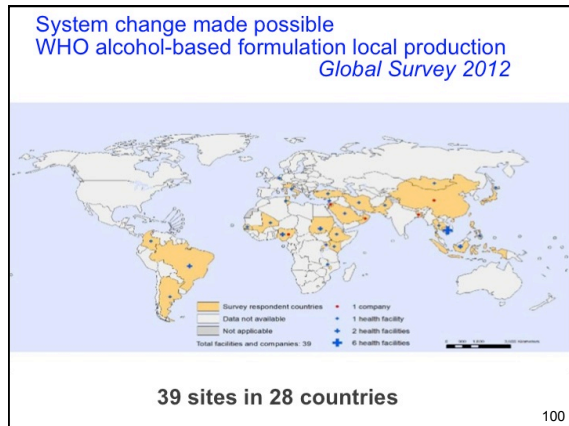 System change made possible
WHO alcohol-based formulation local production
Global Survey 2012
Survey respondent countries
1 company
Data not available
1 health facility
Not applicable
2 health facilities
Total facilities and companies: 39
6 health facilities
39 sites in 28 countries
100